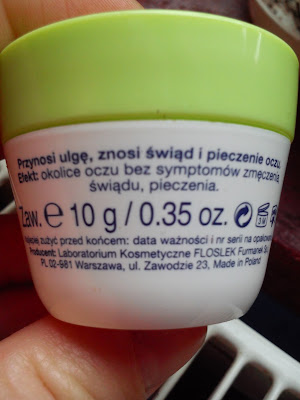 Przynosi ulgę, znosi świąd i pieczenie oczu.
Efekt: okolice oczu bez symptomów zmęczenia,
świądu, pieczenia.
Zaw. e 10 g / 0.35 oz.
zużyć przed końcem: data ważności i nr serii na
Producent: Laboratorium Kosmetyczne FLOSLEK Furmanek
PL 02-981 Warszawa, ul. Zawodzie 23, Made in Poland